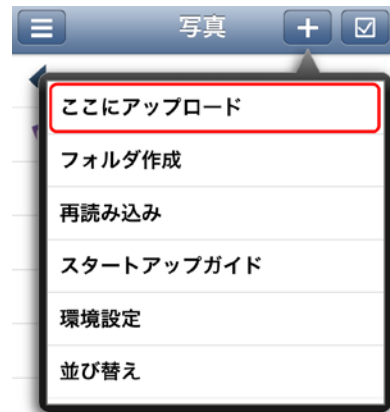 写真
ここにアップロード
フォルダ作成
再読み込み
スタートアップガイド
環境設定
並び替え